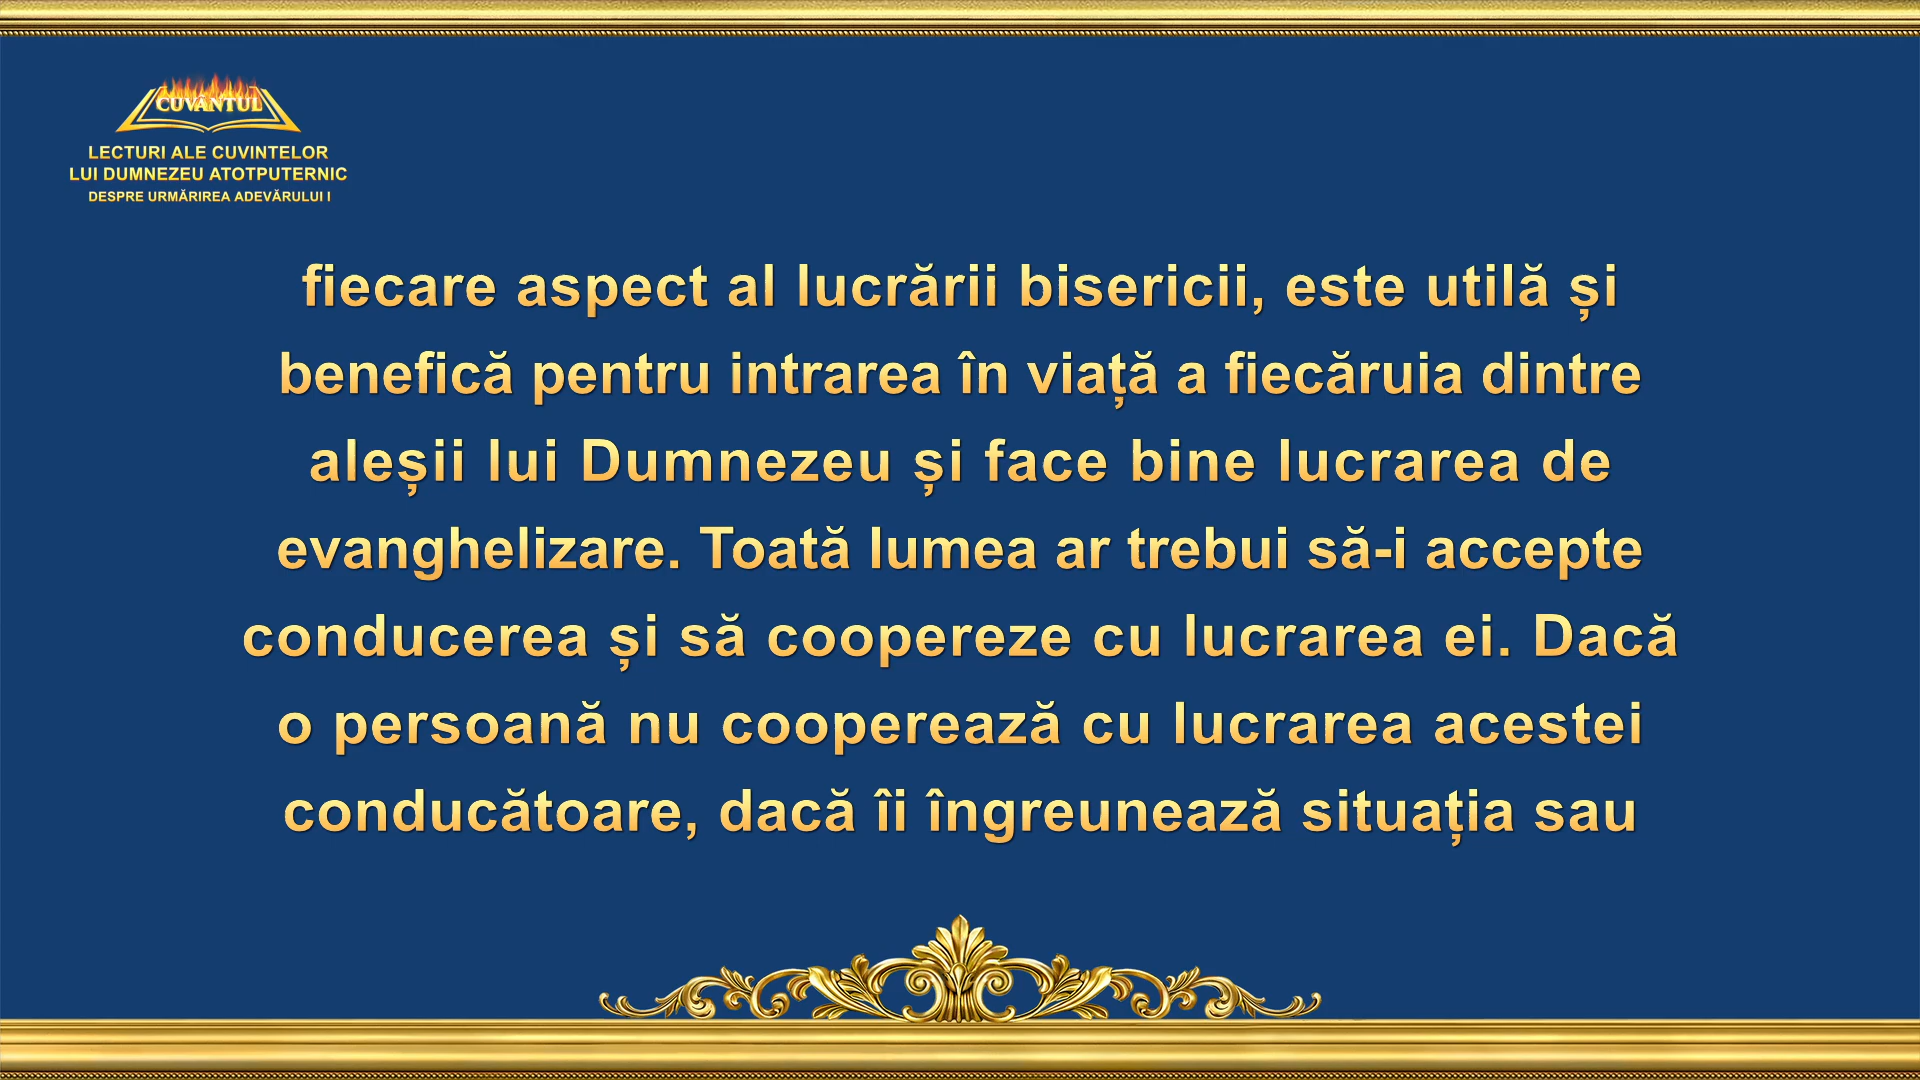 CUVÂNTUL
LECTURI ALE CUVINTELOR
LUI DUMNEZEU ATOTPUTERNIC
DESPRE URMĂRIREA ADEVĂRULUI I
fiecare aspect al lucrării bisericii, este utilă și
benefică pentru intrarea în viață a fiecăruia dintre
aleșii lui Dumnezeu și face bine lucrarea de
evanghelizare. Toată lumea ar trebui să-i accepte
conducerea și să coopereze cu lucrarea ei. Dacă
o persoană nu cooperează cu lucrarea acestei
conducătoare, dacă îi îngreunează situația sau